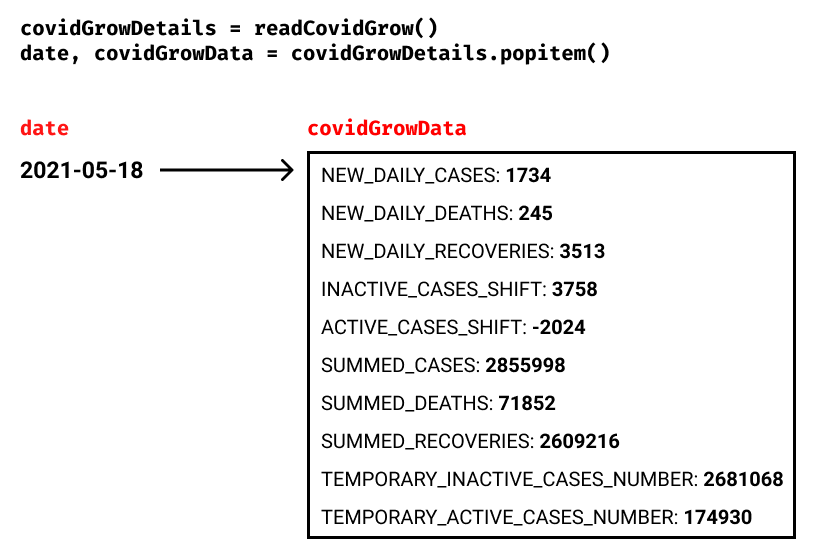 covidGrowDetails = readCovidGrow()
date, covidGrowData = covidGrowDetails.popitem()
date
covidGrowData
2021-05-18
NEW_DAILY_CASES: 1734
NEW_DAILY_DEATHS: 245
NEW_DAILY_RECOVERIES: 3513
INACTIVE_CASES_SHIFT: 3758
ACTIVE_CASES_SHIFT: -2024
SUMMED_CASES: 2855998
SUMMED_DEATHS: 71852
SUMMED_RECOVERIES: 2609216
TEMPORARY_INACTIVE_CASES_NUMBER: 2681068
TEMPORARY_ACTIVE_CASES_NUMBER: 174930